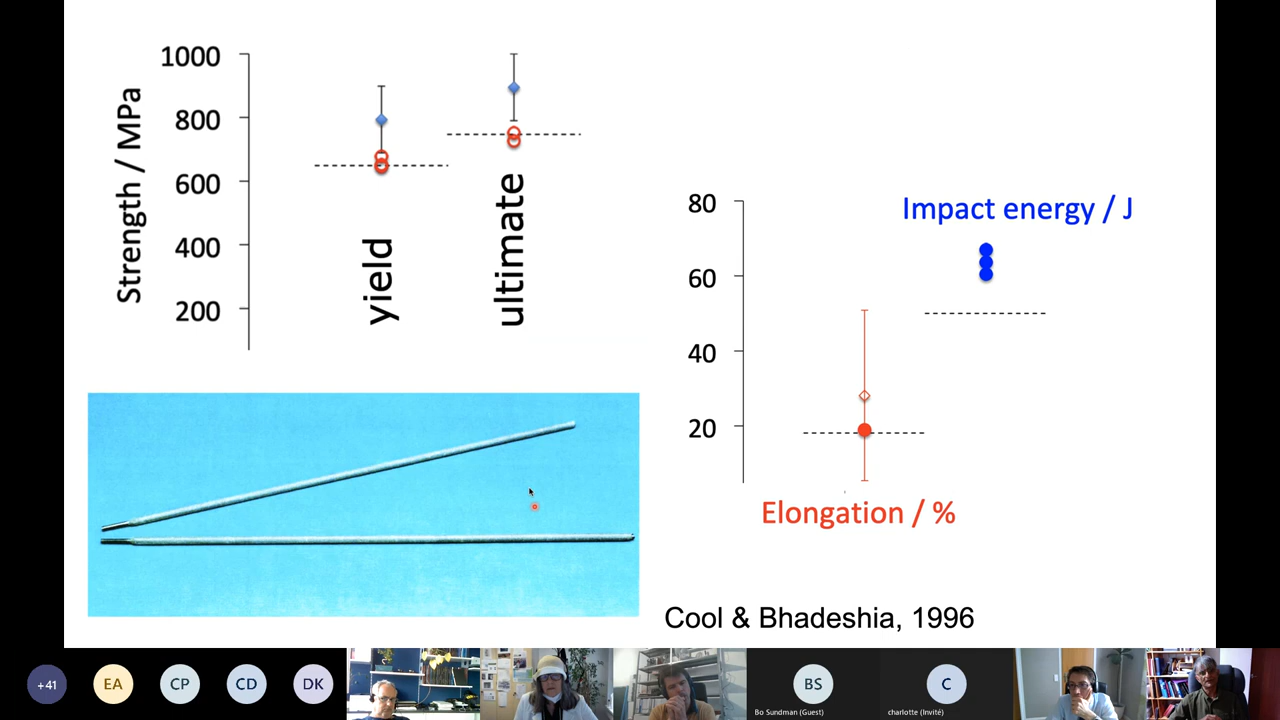 1000
800
600
400
200
Strength / MPa
yield
ultimate
80
60
40
20
Impact energy / J
Elongation / %
Cool & Bhadeshia, 1996
+41
EA
CP
CD
DK
BS
Bo Sundman (Guest)
C
charlotte (Invité)